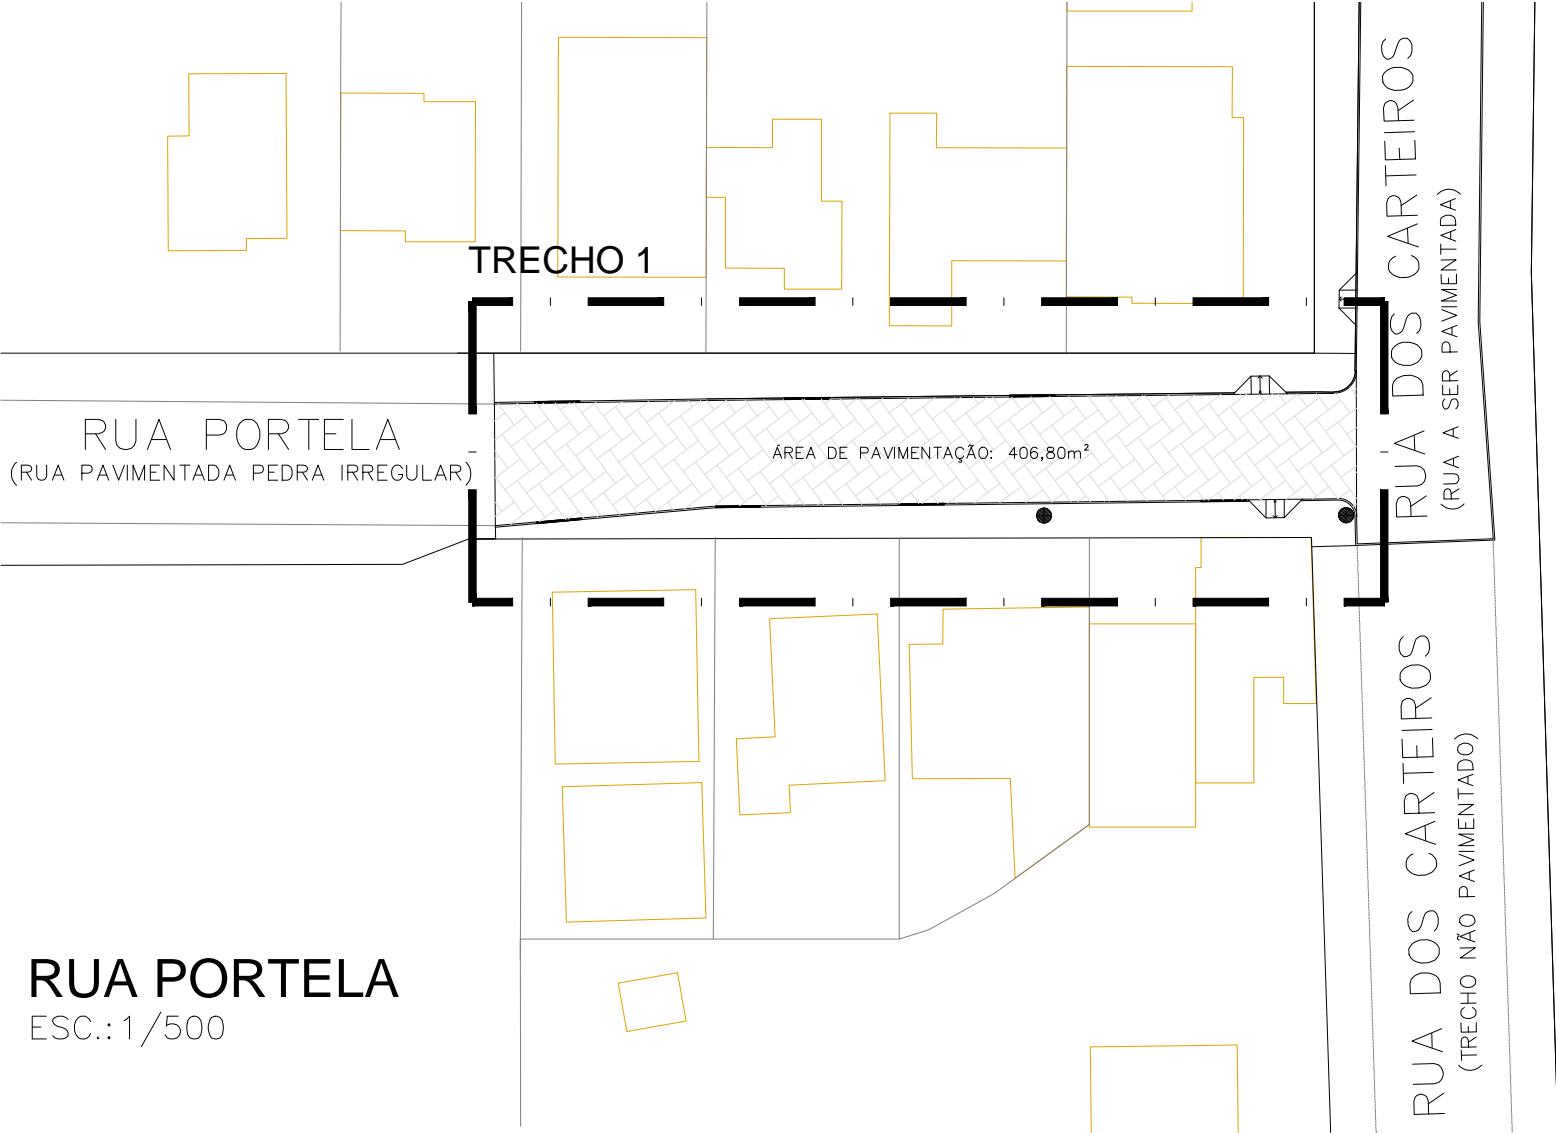 TRECHO 1
RUA PORTELA
(RUA PAVIMENTADA PEDRA IRREGULAR)
ÁREA DE PAVIMENTAÇÃO: 406,80m²
RUA DOS CARTEIROS
(RUA A SER PAVIMENTADA)
RUA DOS CARTEIROS
(TRECHO NÃO PAVIMENTADO)
RUA PORTELA
ESC.: 1/500